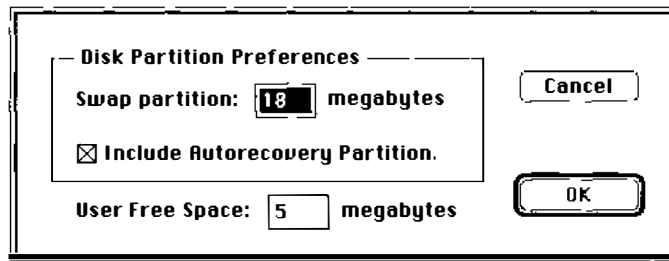 Disk Partition Preferences
Swap partition: 18 megabytes
Cancel
Include Autorecovery Partition.
OK
User Free Space: 5 megabytes